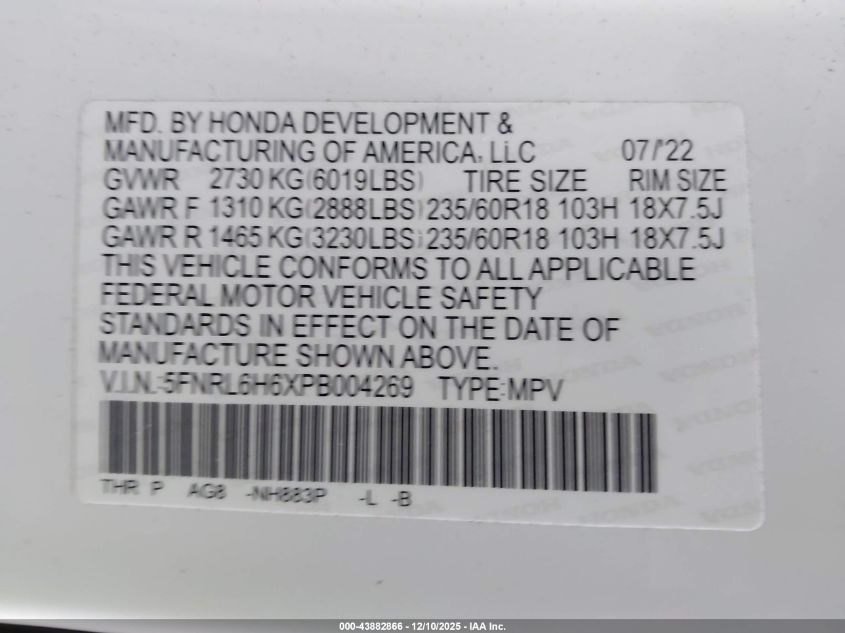 MFD. BY HONDA DEVELOPMENT &
MANUFACTURING OF AMERICA, LLC 07/'22
GVWR 2730 KG(6019LBS) TIRE SIZE RIM SIZE
GAWR F 1310 KG(2888LBS) 235/60R18 103H 18X7.5J
GAWR R 1465 KG(3230LBS) 235/60R18 103H 18X7.5J
THIS VEHICLE CONFORMS TO ALL APPLICABLE
FEDERAL MOTOR VEHICLE SAFETY
STANDARDS IN EFFECT ON THE DATE OF
MANUFACTURE SHOWN ABOVE.
V.I.N.:5FNRL6H6XPB004269 TYPE:MPV
THR P AG8 -NH883P -L -B
000-43882866 - 12/10/2025 - IAA Inc.